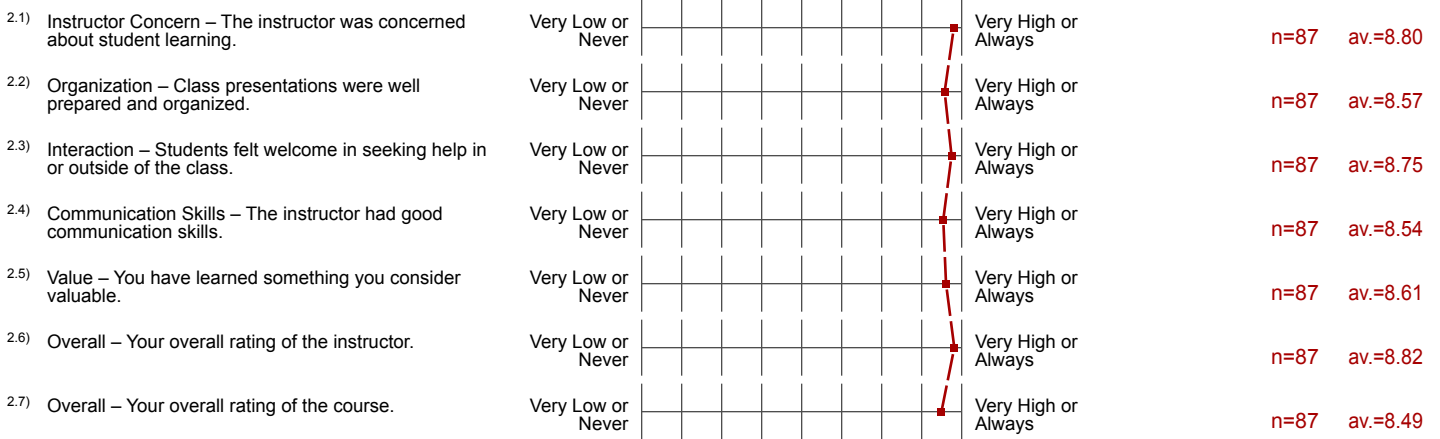 2.1) Instructor Concern – The instructor was concerned about student learning. Very Low or Never Very High or Always n=87 av.=8.80
2.2) Organization – Class presentations were well prepared and organized. Very Low or Never Very High or Always n=87 av.=8.57
2.3) Interaction – Students felt welcome in seeking help in or outside of the class. Very Low or Never Very High or Always n=87 av.=8.75
2.4) Communication Skills – The instructor had good communication skills. Very Low or Never Very High or Always n=87 av.=8.54
2.5) Value – You have learned something you consider valuable. Very Low or Never Very High or Always n=87 av.=8.61
2.6) Overall – Your overall rating of the instructor. Very Low or Never Very High or Always n=87 av.=8.82
2.7) Overall – Your overall rating of the course. Very Low or Never Very High or Always n=87 av.=8.49